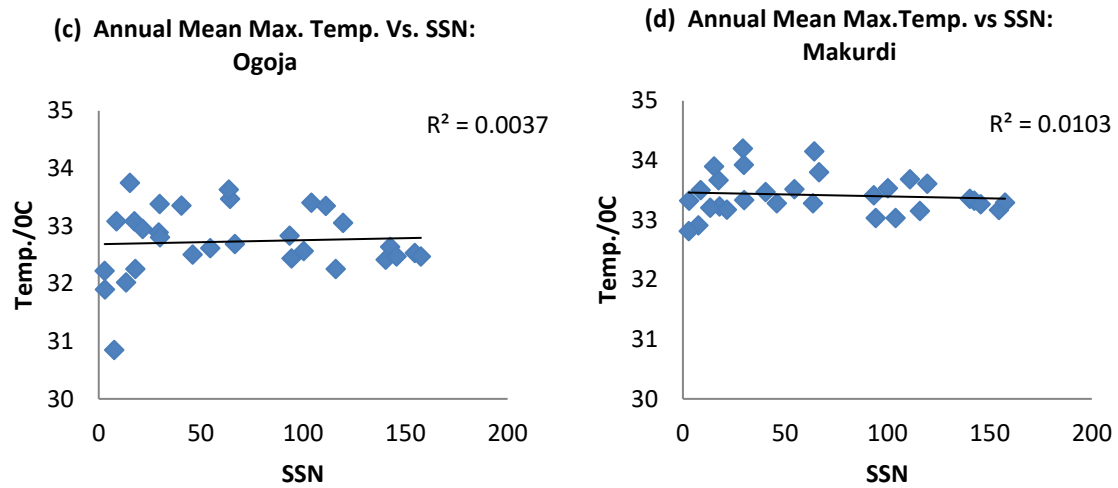 (c) Annual Mean Max. Temp. Vs. SSN:
Ogoja
35
34
33
32
31
30
Temp./0C
R² = 0.0037
0 50 100 150 200
SSN
(d) Annual Mean Max.Temp. vs SSN:
Makurdi
35
34
33
32
31
30
Temp./0C
R² = 0.0103
0 50 100 150 200
SSN